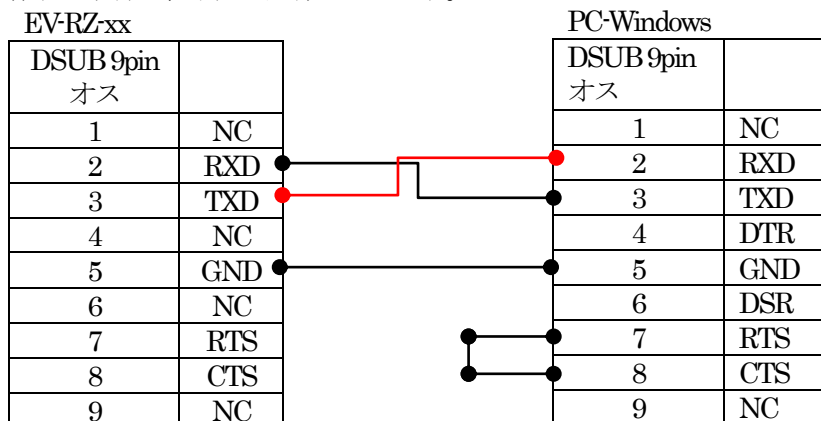 EV-RZ-xx PC-Windows
DSUB 9pin DSUB 9pin
オス オス
1 NC 1 NC
2 RXD 2 RXD
3 TXD 3 TXD
4 NC 4 DTR
5 GND 5 GND
6 NC 6 DSR
7 RTS 7 RTS
8 CTS 8 CTS
9 NC 9 NC